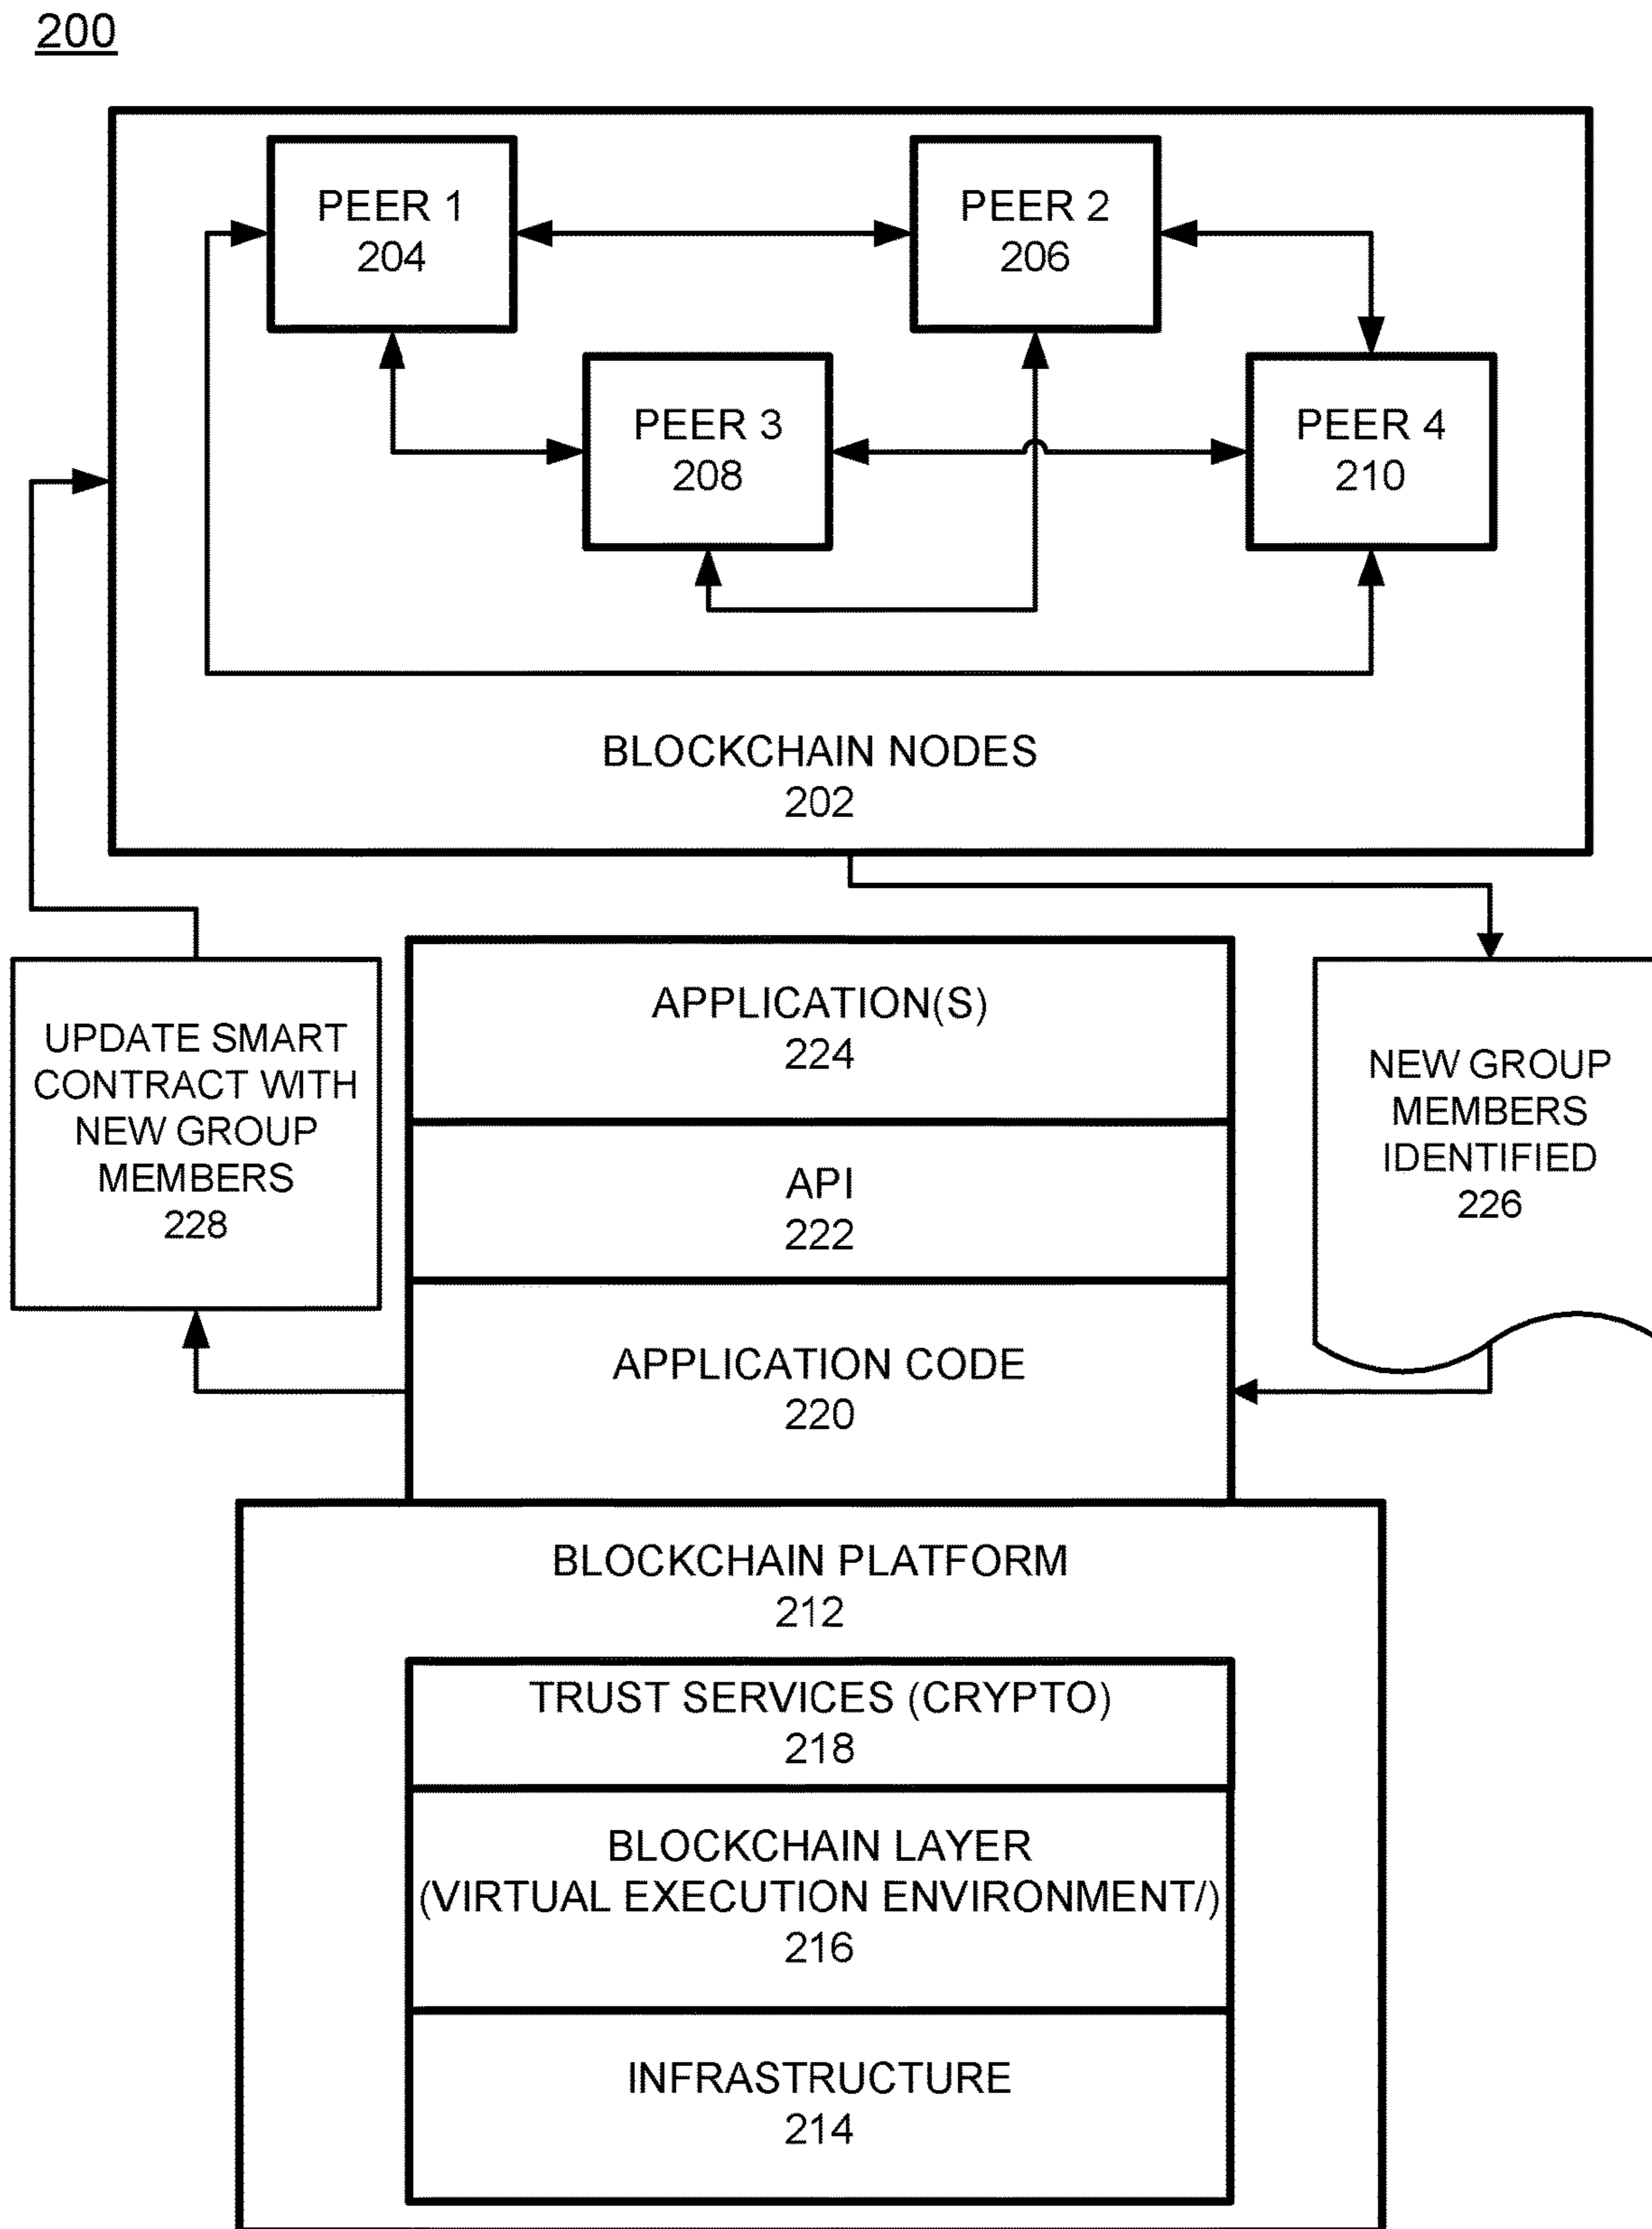 200
PEER 1
204
PEER 2
206
PEER 3
208
PEER 4
210
BLOCKCHAIN NODES
202
UPDATE SMART
CONTRACT WITH
NEW GROUP
MEMBERS
228
APPLICATION(S)
224
API
222
APPLICATION CODE
220
NEW GROUP
MEMBERS
IDENTIFIED
226
BLOCKCHAIN PLATFORM
212
TRUST SERVICES (CRYPTO)
218
BLOCKCHAIN LAYER
(VIRTUAL EXECUTION ENVIRONMENT/)
216
INFRASTRUCTURE
214